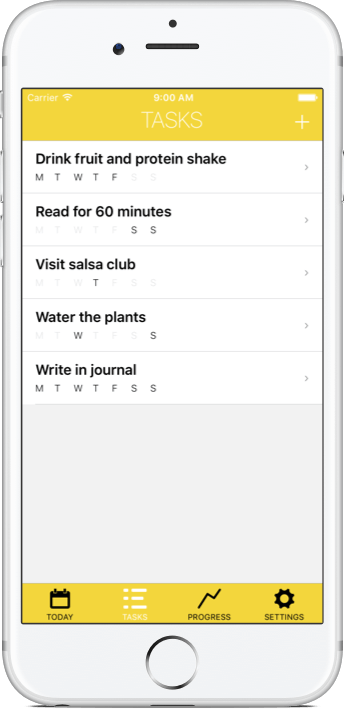 Carrier 9:00 AM
TASKS +
Drink fruit and protein shake
M T W T F S S
Read for 60 minutes
M T W T F S S
Visit salsa club
M T W T F S S
Water the plants
M T W T F S S
Write in journal
M T W T F S S
TODAY TASKS PROGRESS SETTINGS